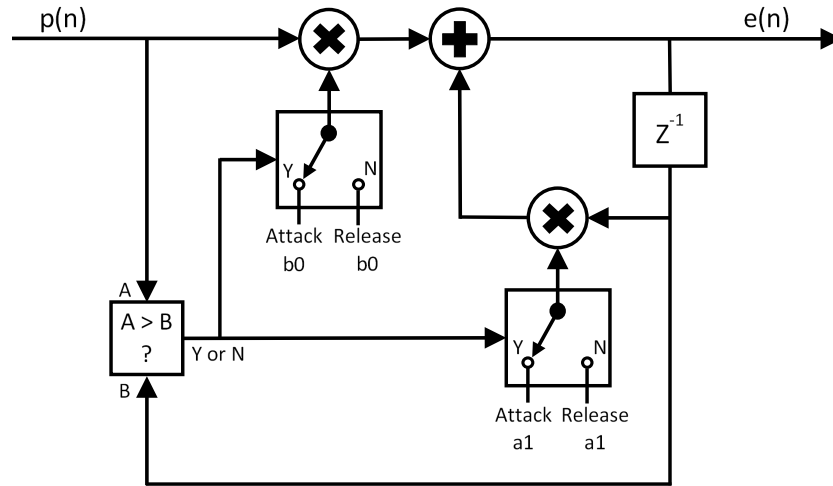 p(n)
e(n)
Z⁻¹
Y N
Attack Release
b0 b0
A
A > B
?
Y or N
B
Y N
Attack Release
a1 a1